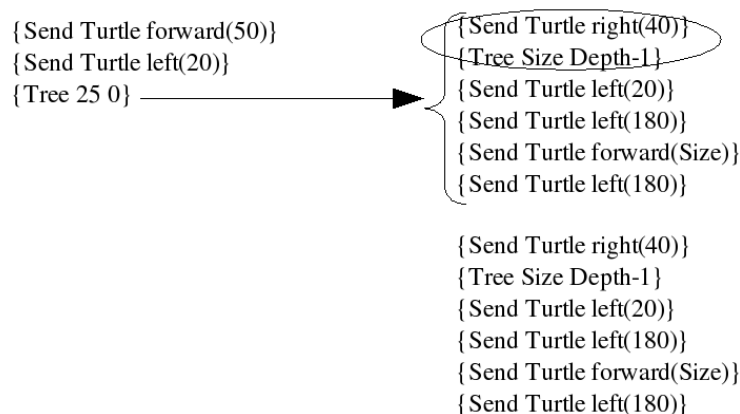 {Send Turtle forward(50)}
{Send Turtle left(20)}
{Tree 25 0}
{Send Turtle right(40)}
{Tree Size Depth-1}
{Send Turtle left(20)}
{Send Turtle left(180)}
{Send Turtle forward(Size)}
{Send Turtle left(180)}
{Send Turtle right(40)}
{Tree Size Depth-1}
{Send Turtle left(20)}
{Send Turtle left(180)}
{Send Turtle forward(Size)}
{Send Turtle left(180)}